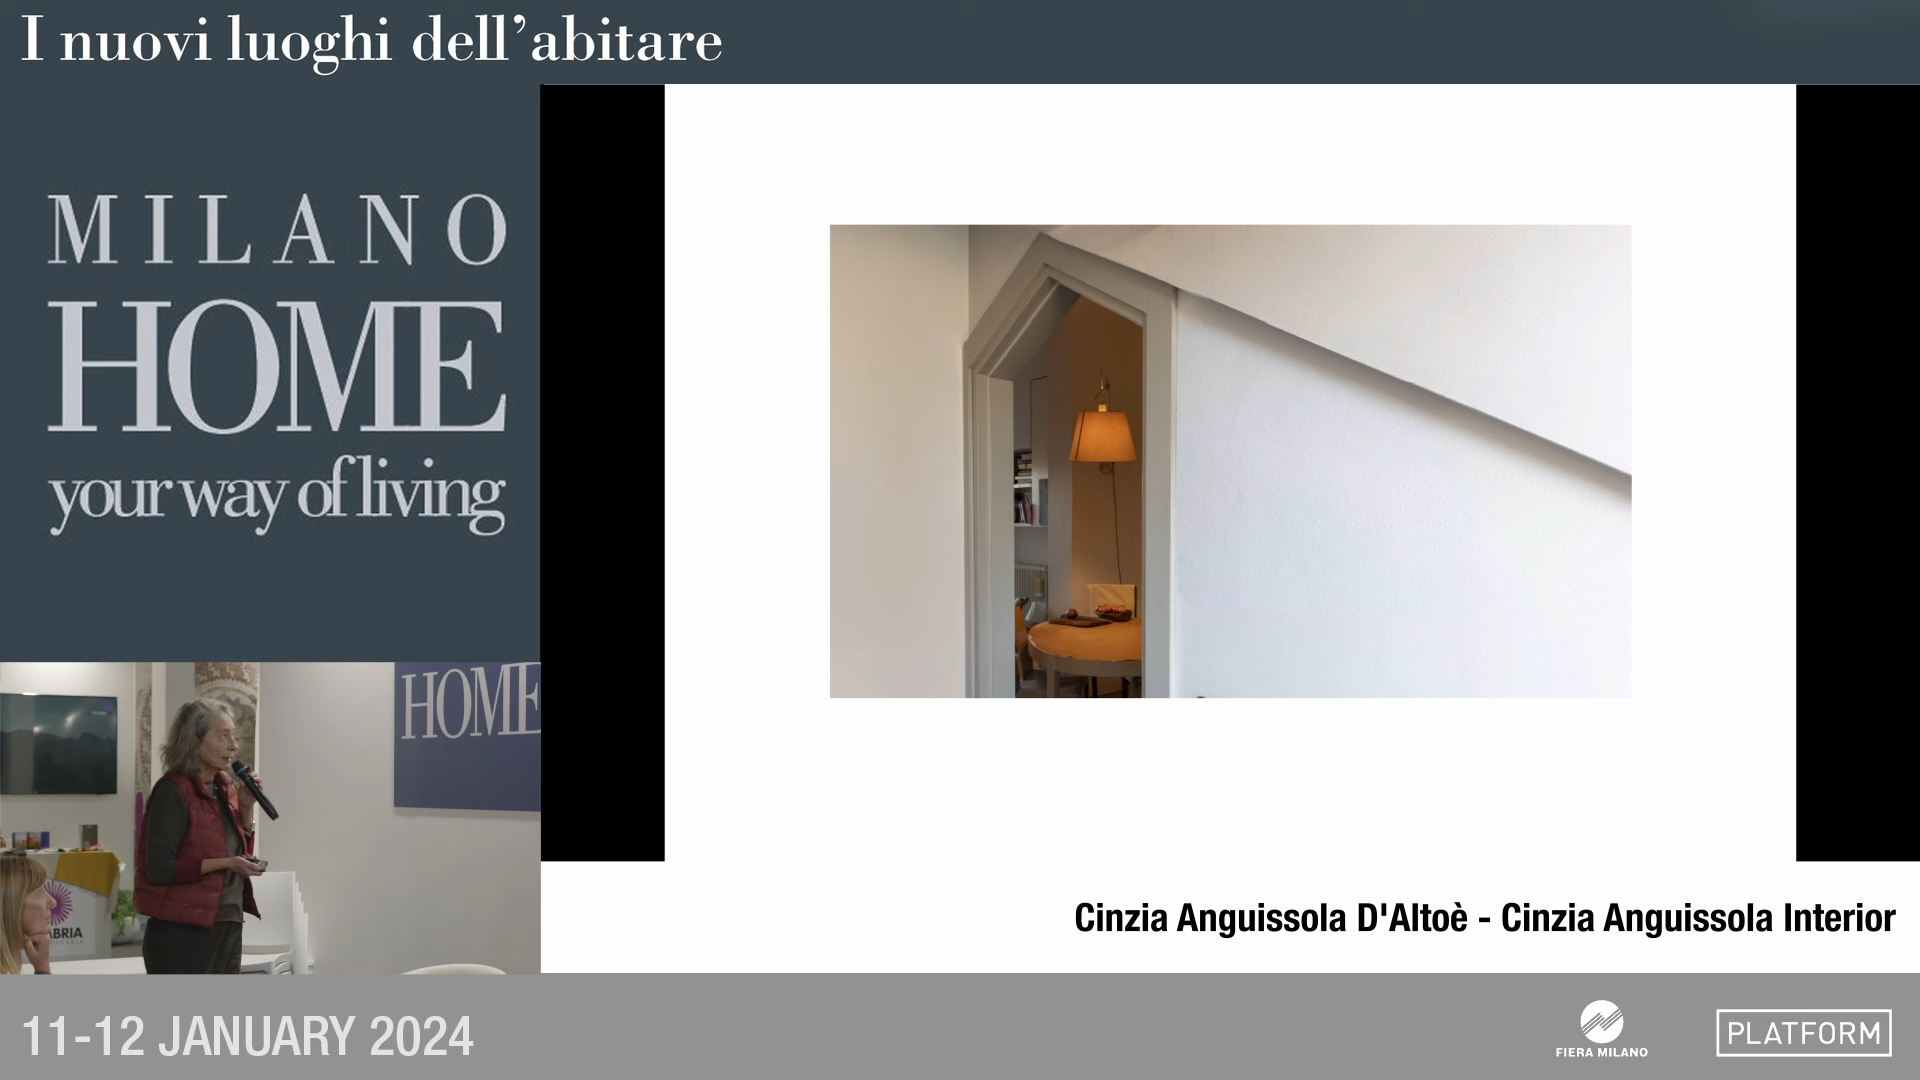 I nuovi luoghi dell’abitare
MILANO
HOME
your way of living
HOME
Cinzia Anguissola D'Altoè - Cinzia Anguissola Interior
11-12 JANUARY 2024
FIERA MILANO
PLATFORM